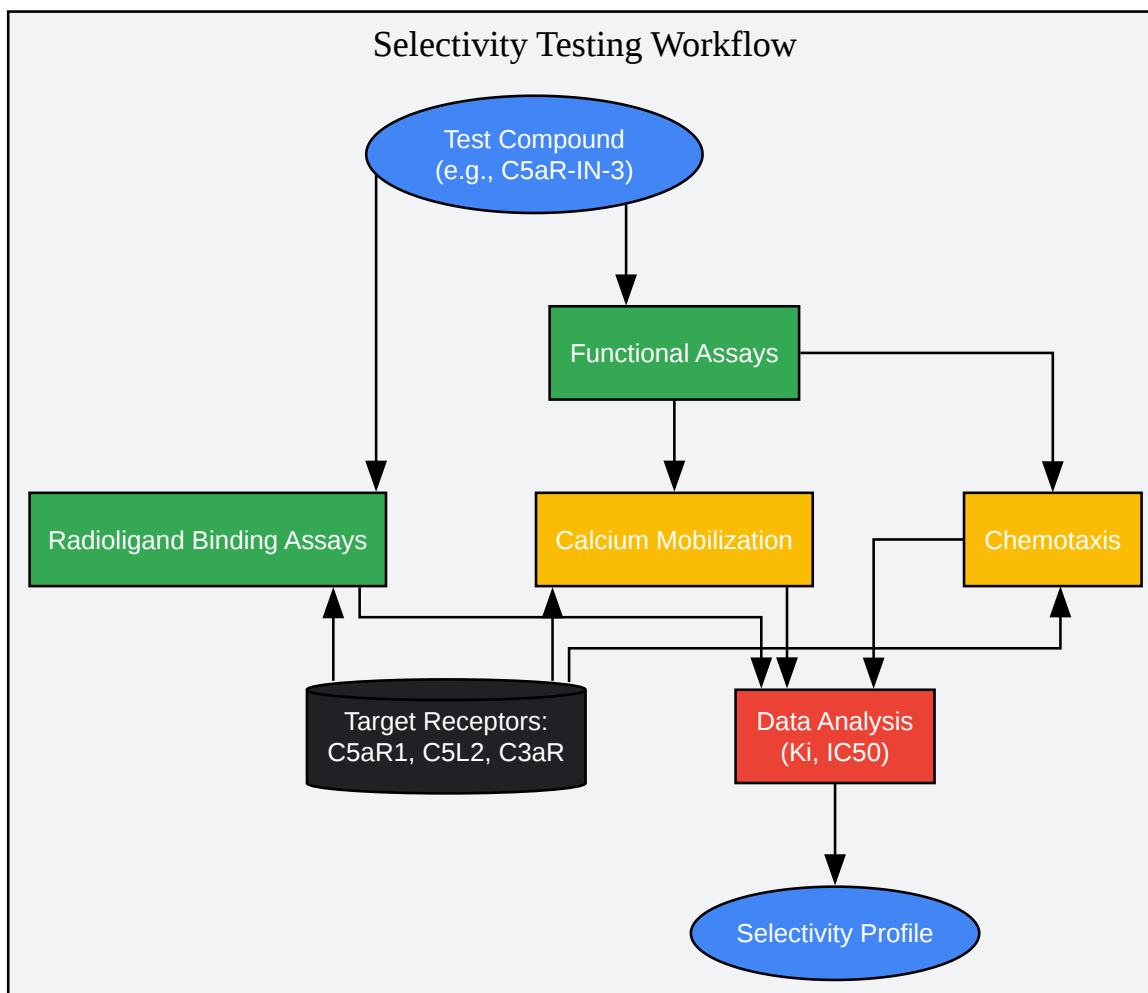 Selectivity Testing Workflow
Test Compound
(e.g., C5aR-IN-3)
Functional Assays
Radioligand Binding Assays
Calcium Mobilization
Chemotaxis
Target Receptors:
C5aR1, C5L2, C3aR
Data Analysis
(Ki, IC50)
Selectivity Profile